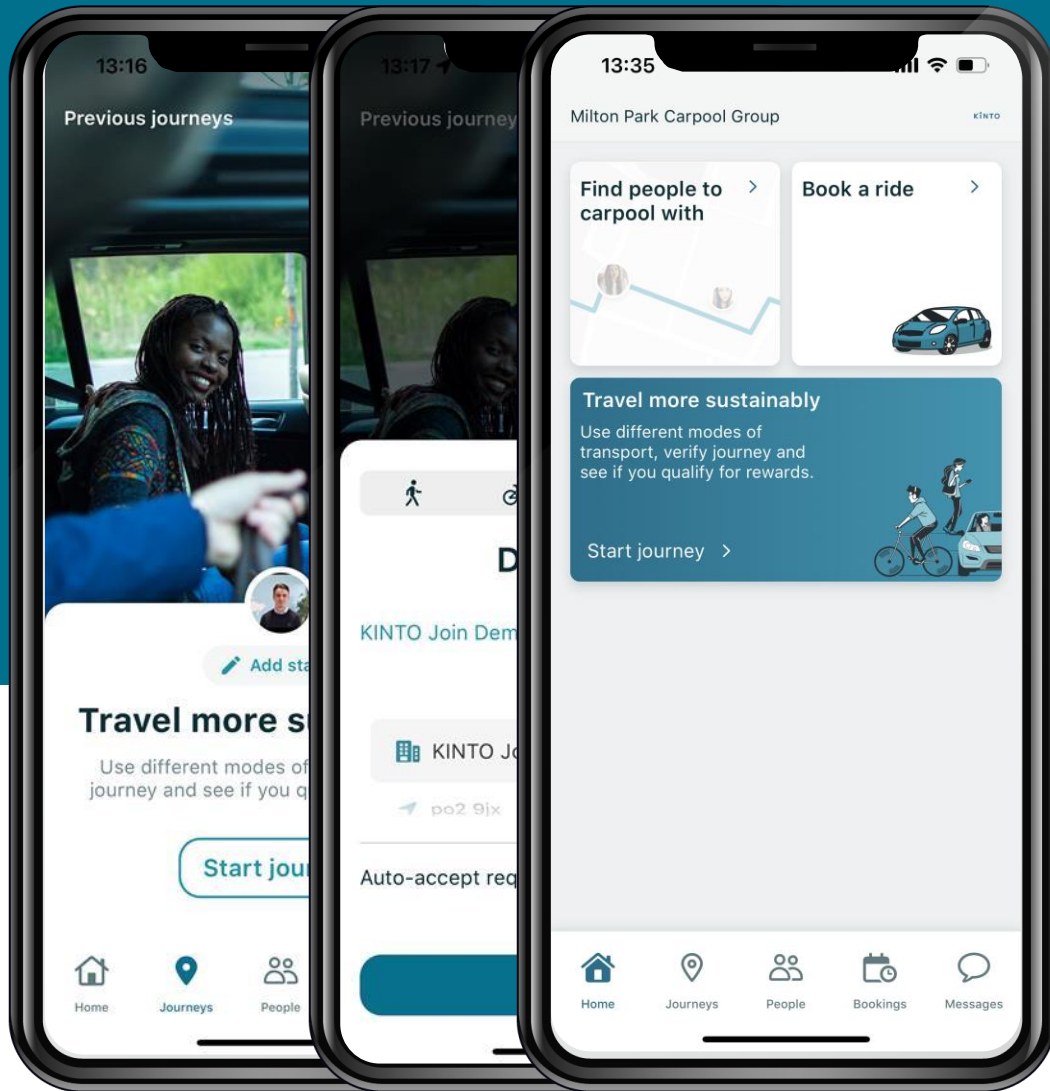 13:16
Previous journeys
Add sta
Travel more s
Use different modes of
journey and see if you q
Start jou
Home
Journeys
People
13:17
Previous journey
D
KINTO Join Dem
KINTO Jo
po2 9jx
Auto-accept req
13:35
Milton Park Carpool Group
KINTO
Find people to
carpool with
Book a ride
Travel more sustainably
Use different modes of
transport, verify journey and
see if you qualify for rewards.
Start journey
Home
Journeys
People
Bookings
Messages